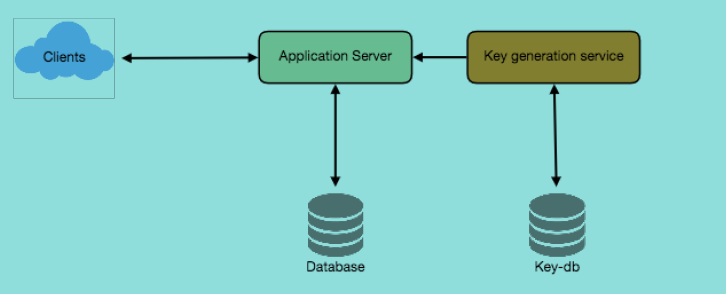 Clients
Application Server
Key generation service
Database
Key-db